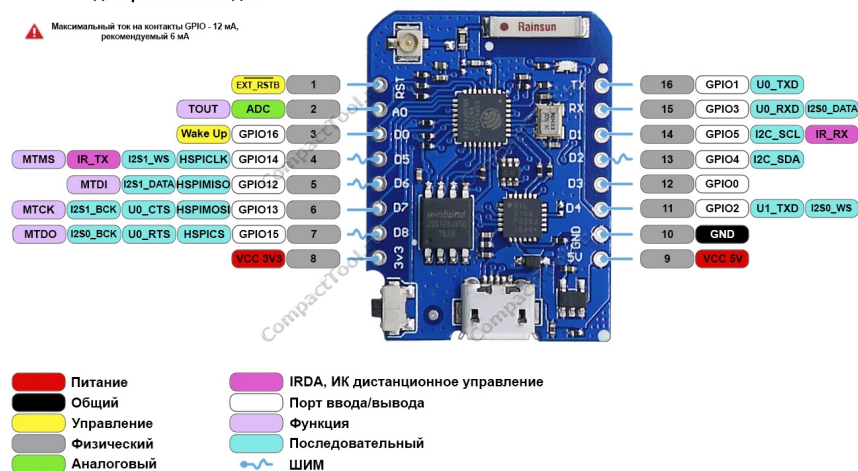 Максимальный ток на контакты GPIO - 12 мА,
рекомендуемый 6 мА
Rainsun
EXT_RSTB 1 RST TX 16 GPIO1 U0_TXD
TOUT ADC 2 A0 RX 15 GPIO3 U0_RXD I2S0_DATA
Wake Up GPIO16 3 D0 D1 14 GPIO5 I2C_SCL IR_RX
MTMS IR_TX I2S1_WS HSPICLK GPIO14 4 D5 D2 13 GPIO4 I2C_SDA
MTDI I2S1_DATA HSPIMISO GPIO12 5 D6 D3 12 GPIO0
MTCK I2S1_BCK U0_CTS HSPIMOSI GPIO13 6 D7 D4 11 GPIO2 U1_TXD I2S0_WS
MTDO I2S0_BCK U0_RTS HSPICS GPIO15 7 D8 GND 10 GND
VCC 3V3 8 3v3 9 VCC 5V
winbond
CompactTool.ru
CompactTool
Питание
Общий
Управление
Физический
Аналоговый
IRDA, ИК дистанционное управление
Порт ввода/вывода
Функция
Последовательный
ШИМ